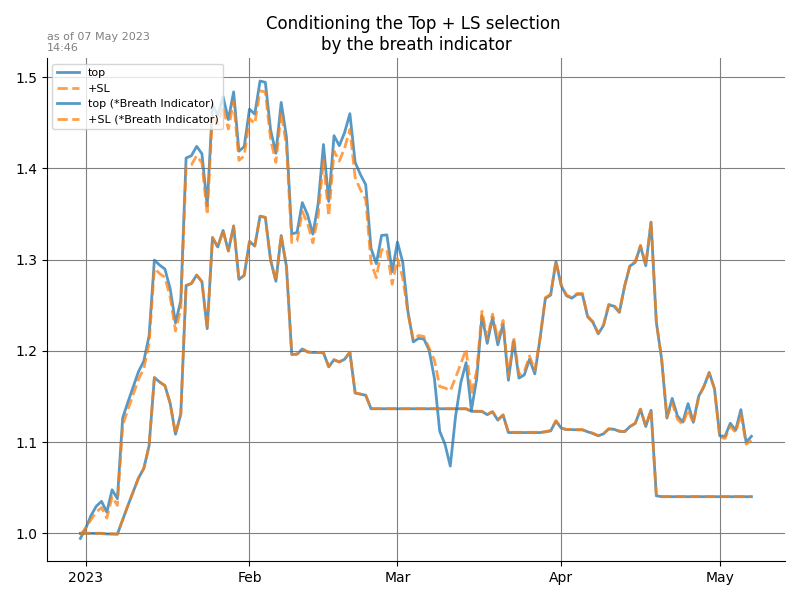 Conditioning the Top + LS selection
by the breath indicator
as of 07 May 2023
14:46
top
+SL
top (*Breath Indicator)
+SL (*Breath Indicator)
1.5
1.4
1.3
1.2
1.1
1.0
2023 Feb Mar Apr May